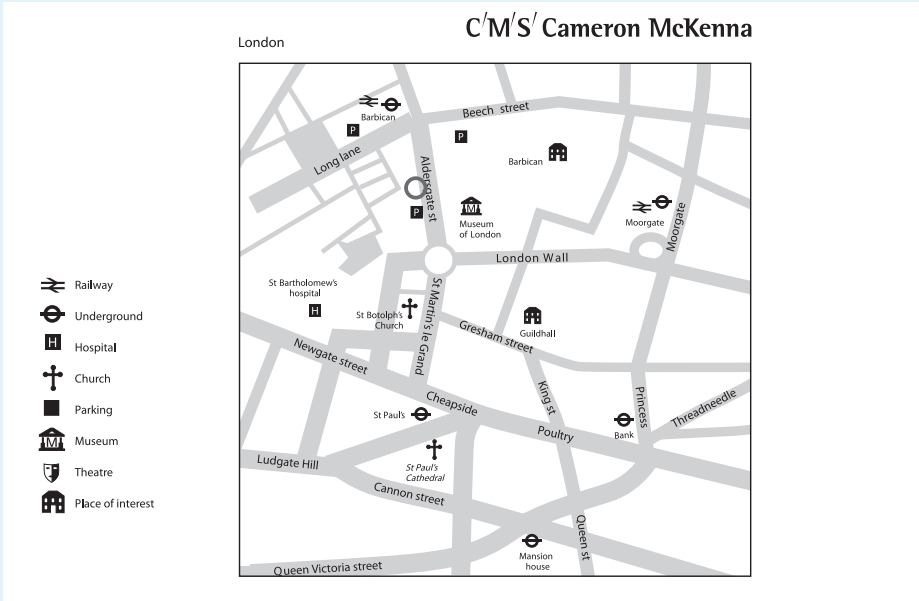 C'M'S' Cameron McKenna
London
Barbican
P
Beech street
P
Long lane
Barbican
Aldersgate st
P
M
Museum
of London
Moorgate
Moorgate
London Wall
St Bartholomew's
hospital
H
St Botolph's
Church
St Martin's le Grand
Gresham street
Guildhall
Newgate street
Cheapside
King st
Princess
Threadneedle
St Paul's
Poultry
Bank
Ludgate Hill
St Paul's
Cathedral
Cannon street
Queen st
Mansion
house
Queen Victoria street
Railway
Underground
H Hospital
Church
Parking
M Museum
Theatre
Place of interest